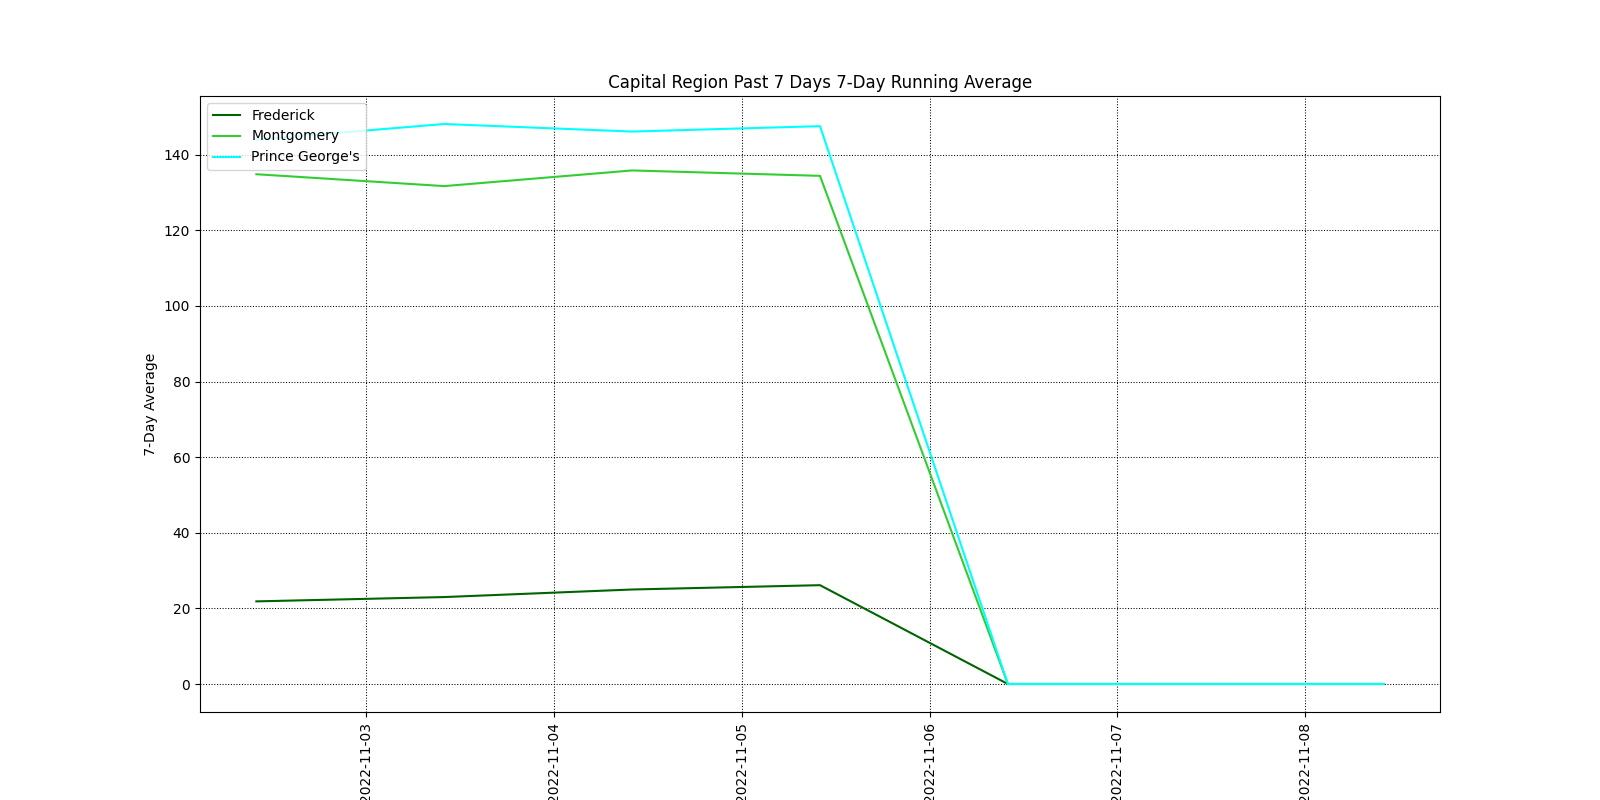 Capital Region Past 7 Days 7-Day Running Average
Frederick
Montgomery
Prince George's
7-Day Average
140
120
100
80
60
40
20
0
2022-11-03
2022-11-04
2022-11-05
2022-11-06
2022-11-07
2022-11-08